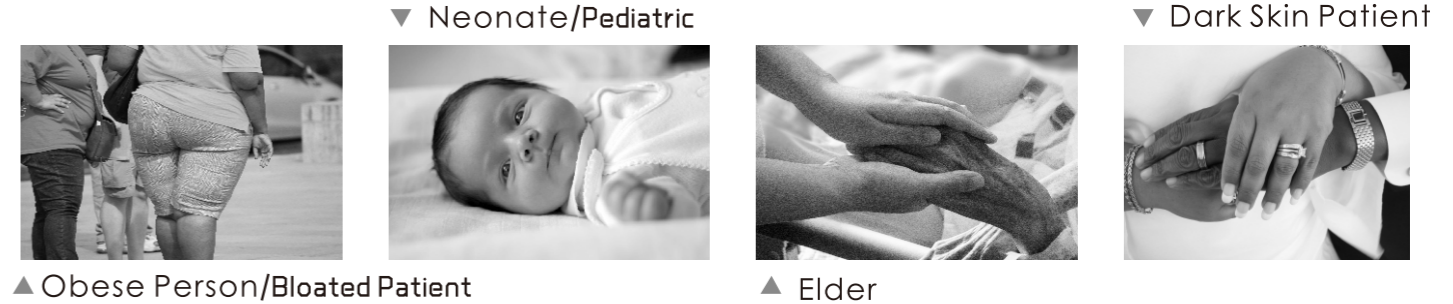 Neonate/Pediatric
Dark Skin Patient
Obese Person/Bloated Patient
Elder